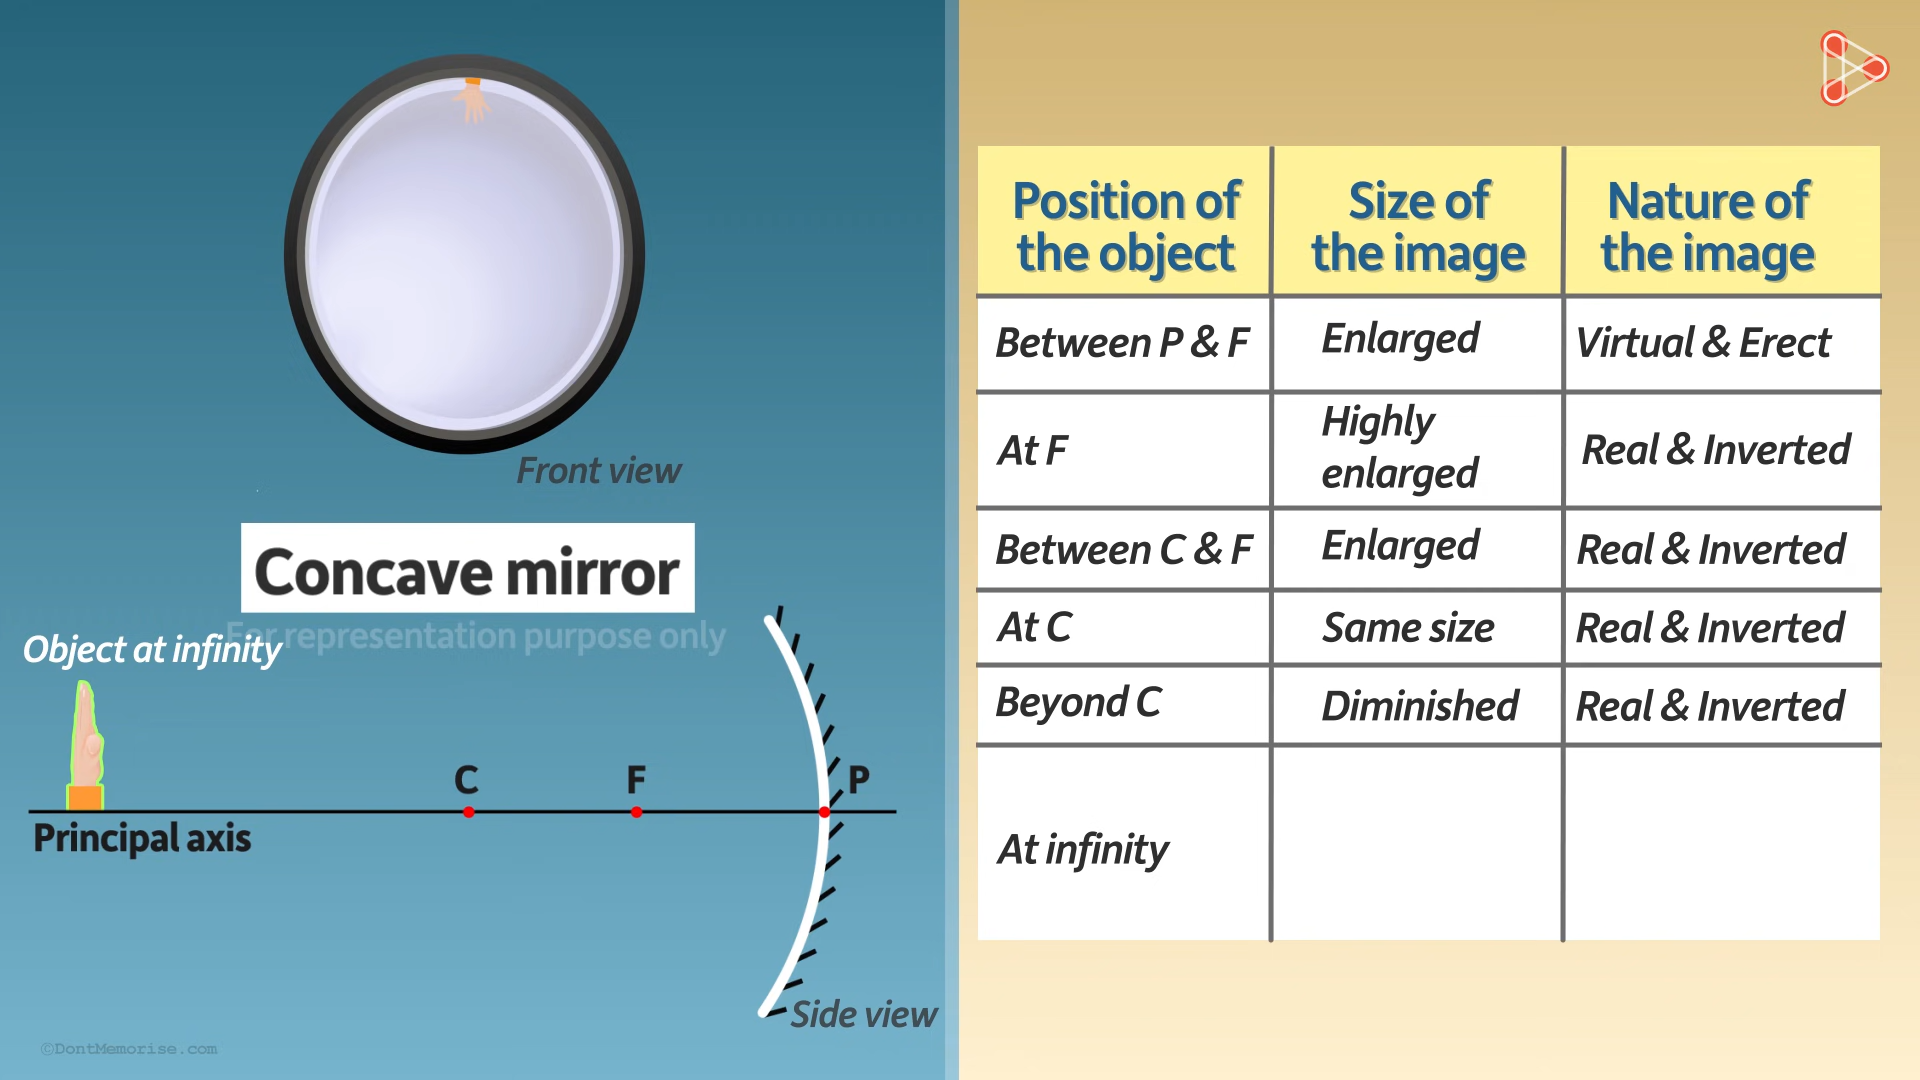 Front view
Concave mirror
For representation purpose only
Object at infinity
C F P
Principal axis
Side view
©DontMemorise.com
Position of the object Size of the image Nature of the image
Between P & F Enlarged Virtual & Erect
At F Highly enlarged Real & Inverted
Between C & F Enlarged Real & Inverted
At C Same size Real & Inverted
Beyond C Diminished Real & Inverted
At infinity